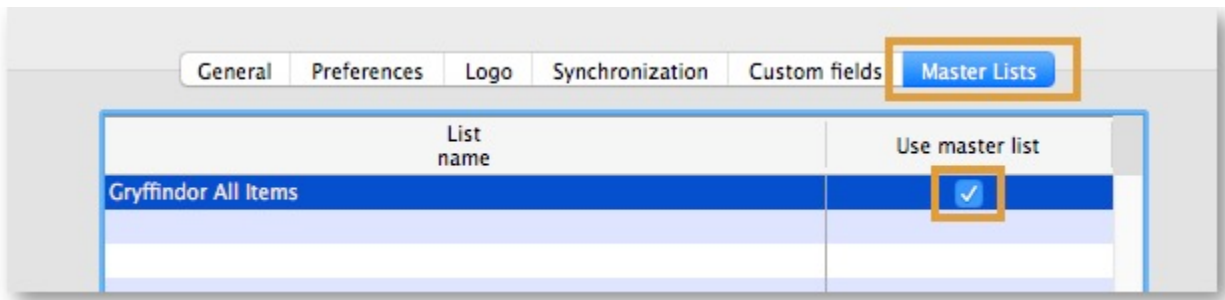 General Preferences Logo Synchronization Custom fields Master Lists
List
name
Use master list
Gryffindor All Items